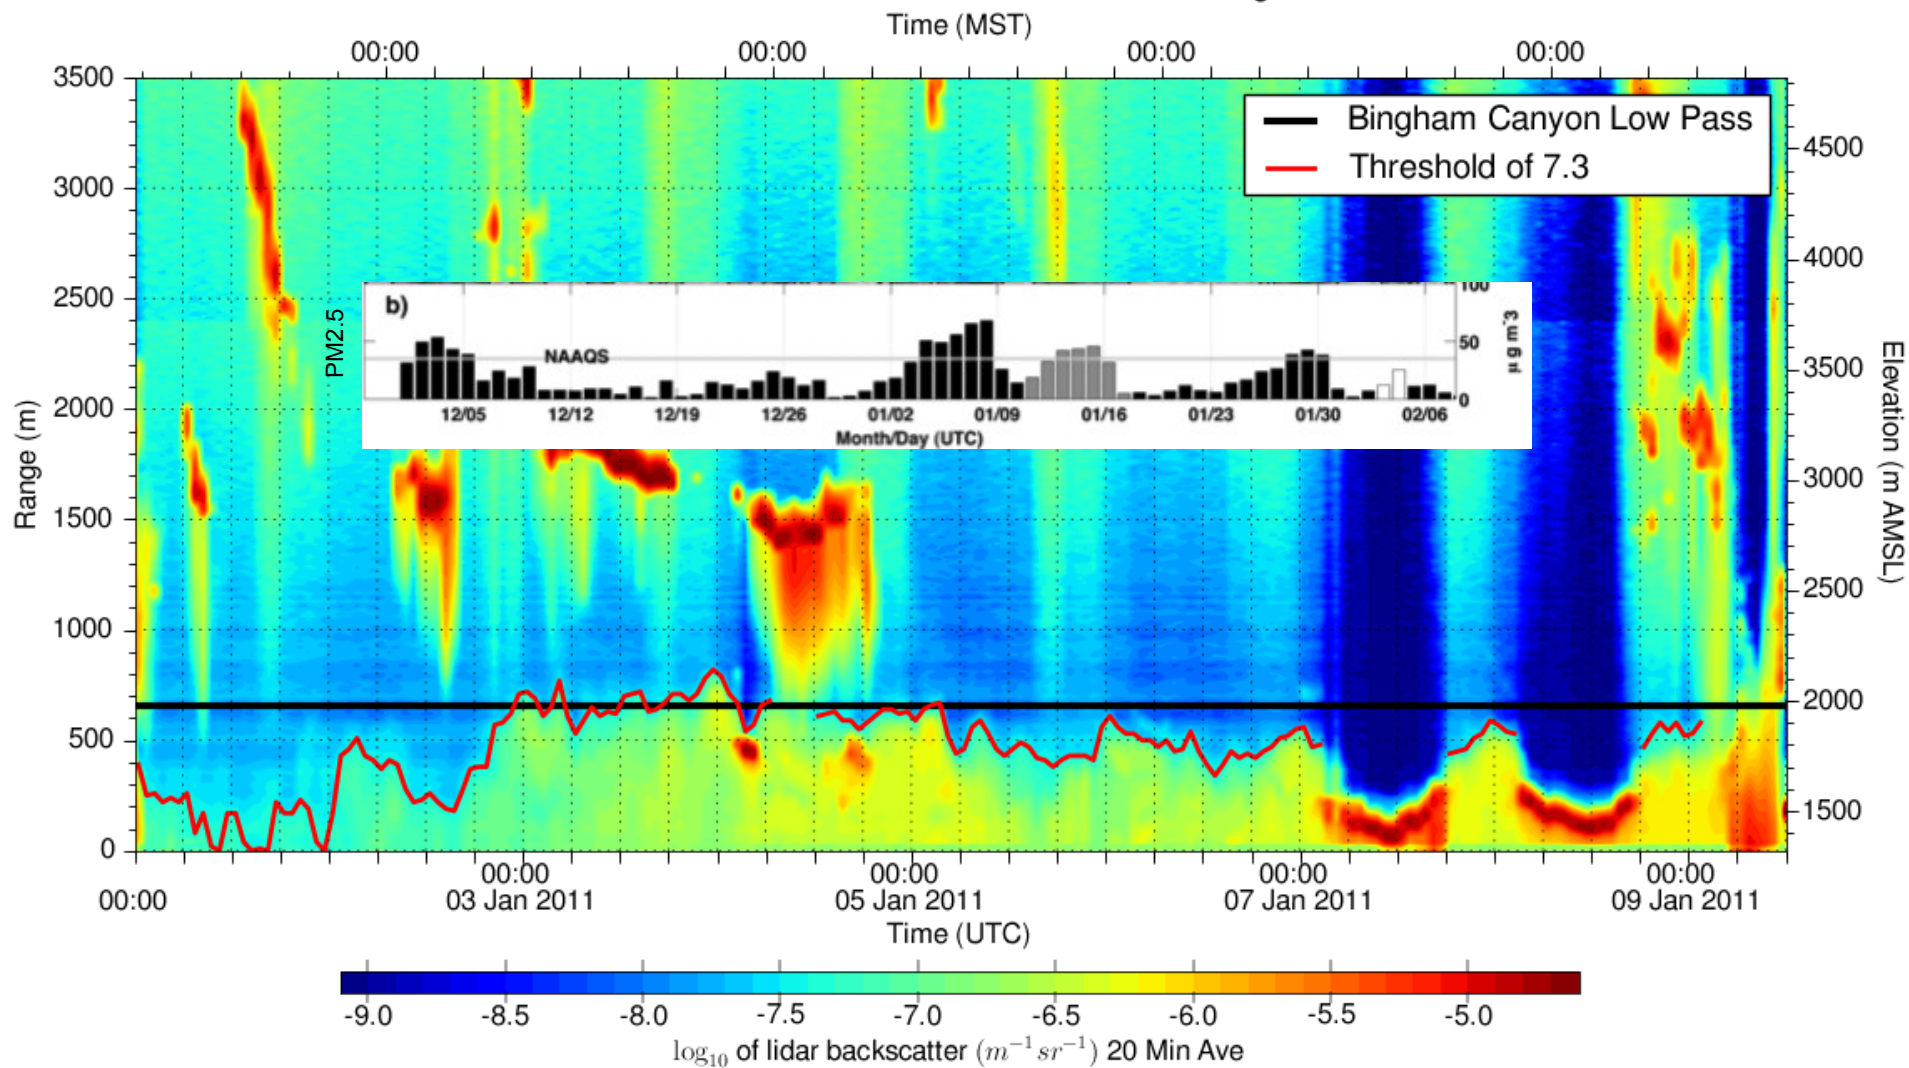 Time (MST)
00:00 00:00 00:00 00:00
3500
3000
2500
2000
1500
1000
500
0
Range (m)
4500
4000
3500
3000
2500
2000
1500
Elevation (m AMSL)
Bingham Canyon Low Pass
Threshold of 7.3
PM2.5
b)
NAAQS
100
50
0
µ g m-3
12/05 12/12 12/19 12/26 01/02 01/09 01/16 01/23 01/30 02/06
Month/Day (UTC)
00:00 00:00 00:00 00:00 00:00
03 Jan 2011 05 Jan 2011 07 Jan 2011 09 Jan 2011
Time (UTC)
-9.0 -8.5 -8.0 -7.5 -7.0 -6.5 -6.0 -5.5 -5.0
log10 of lidar backscatter (m−1 sr−1) 20 Min Ave